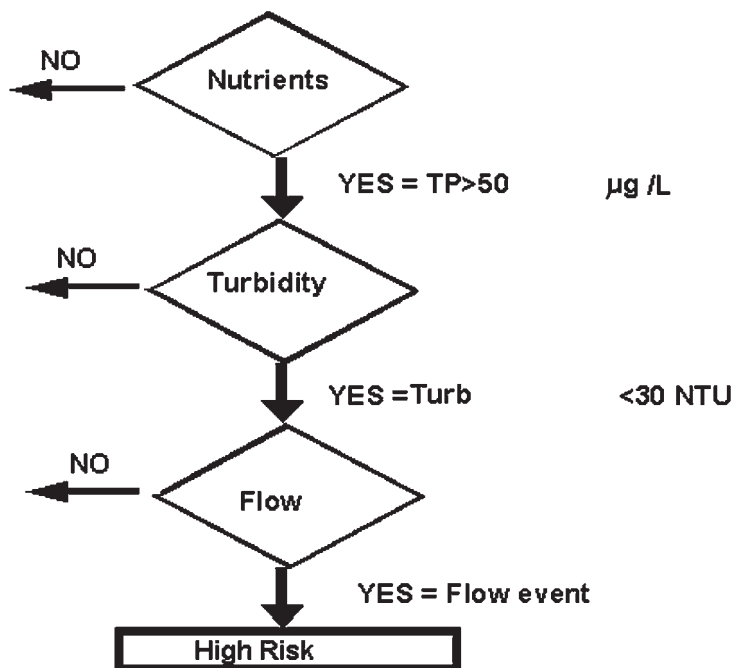 NO
Nutrients
YES = TP>50 µg /L
NO
Turbidity
YES =Turb <30 NTU
NO
Flow
YES = Flow event
High Risk